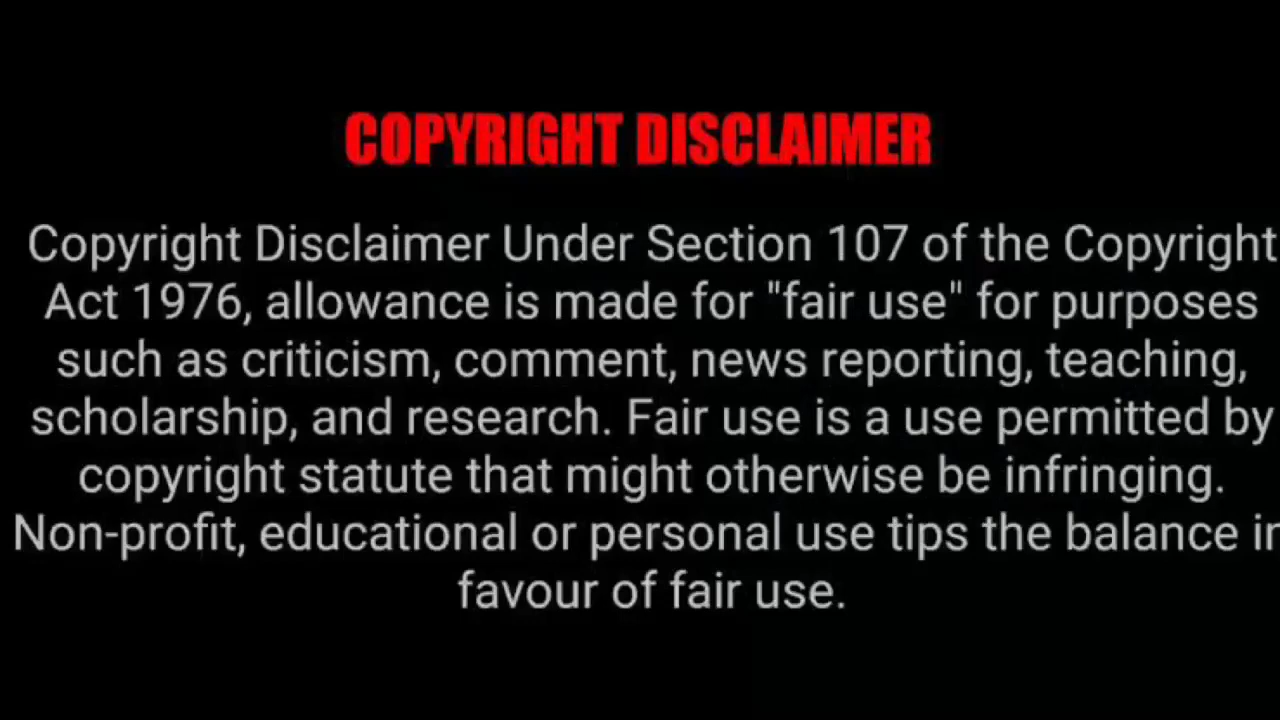 COPYRIGHT DISCLAIMER
Copyright Disclaimer Under Section 107 of the Copyright
Act 1976, allowance is made for "fair use" for purposes
such as criticism, comment, news reporting, teaching,
scholarship, and research. Fair use is a use permitted by
copyright statute that might otherwise be infringing.
Non-profit, educational or personal use tips the balance in
favour of fair use.